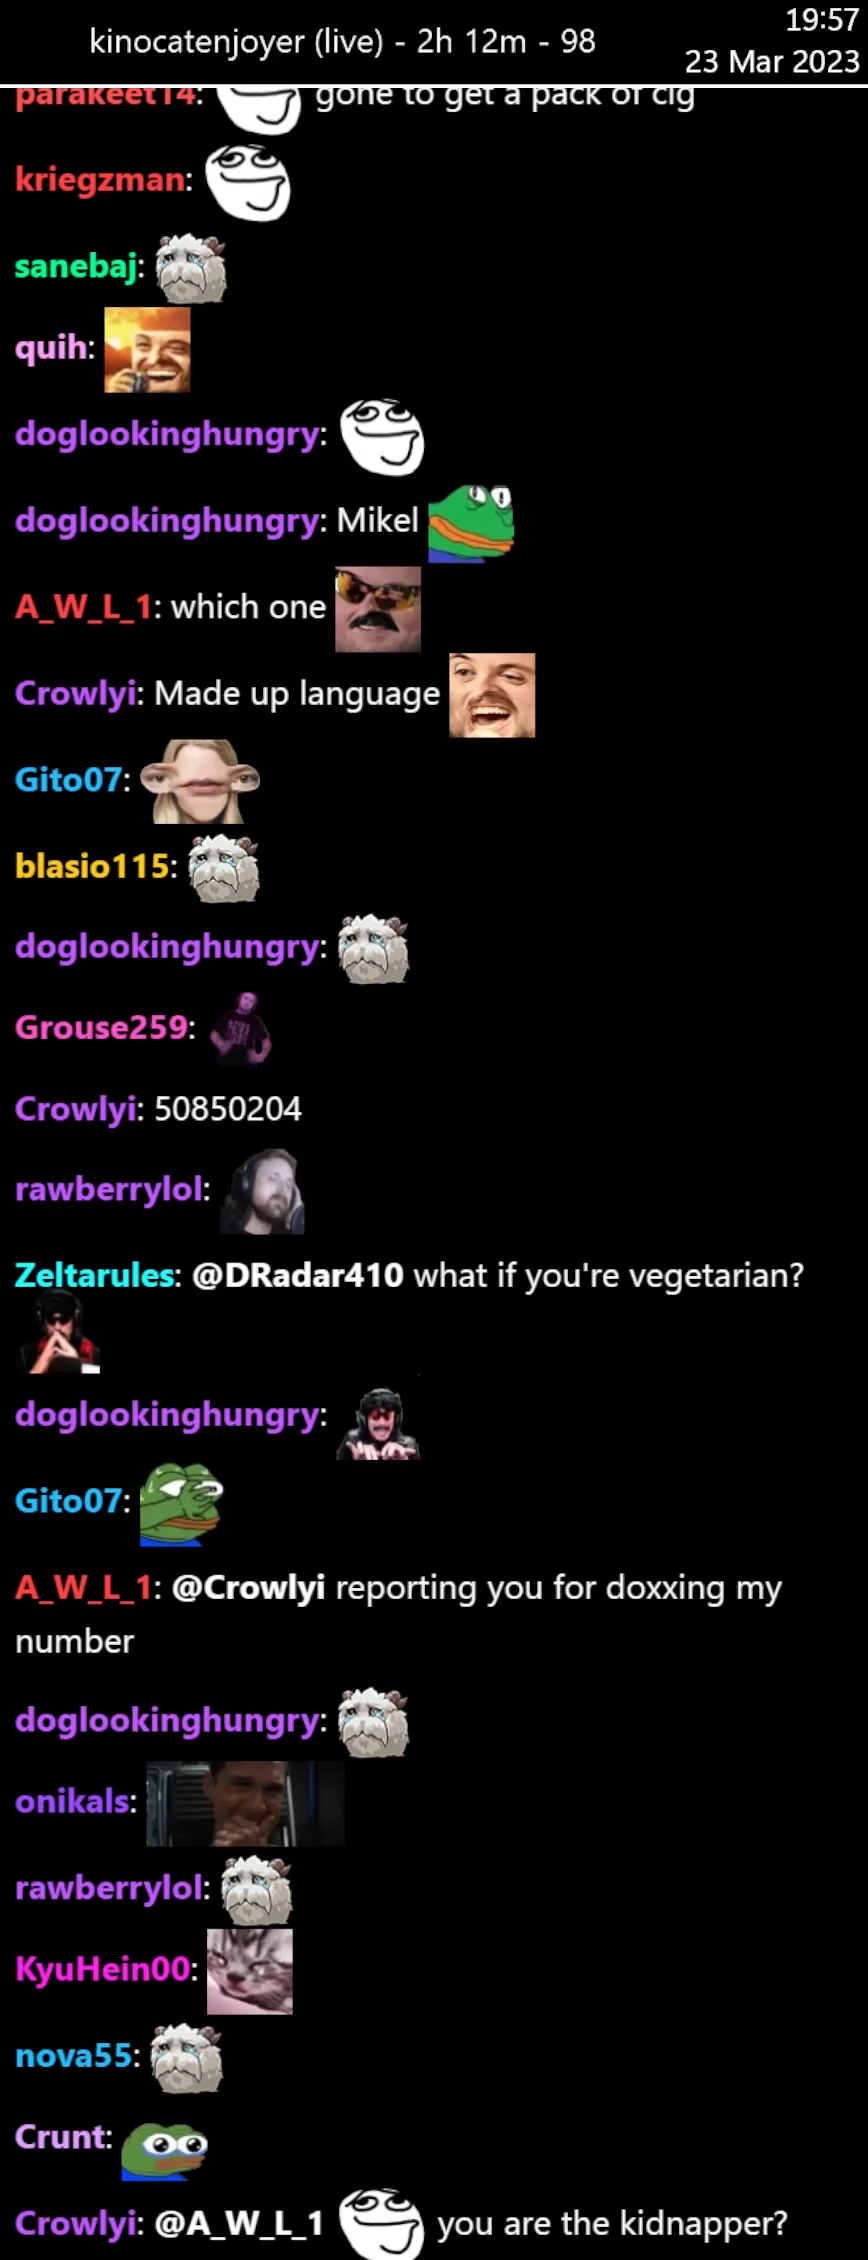 19:57
kinocatenjoyer (live) - 2h 12m - 98
23 Mar 2023
parakeet14: gone to get a pack of cig
kriegzman:
sanebaj:
quih:
doglookinghungry:
doglookinghungry: Mikel
A_W_L_1: which one
Crowlyi: Made up language
Gito07:
blasio115:
doglookinghungry:
Grouse259:
Crowlyi: 50850204
rawberrylol:
Zeltarules: @DRadar410 what if you're vegetarian?
doglookinghungry:
Gito07:
A_W_L_1: @Crowlyi reporting you for doxxing my
number
doglookinghungry:
onikals:
rawberrylol:
KyuHein00:
nova55:
Crunt:
Crowlyi: @A_W_L_1 you are the kidnapper?